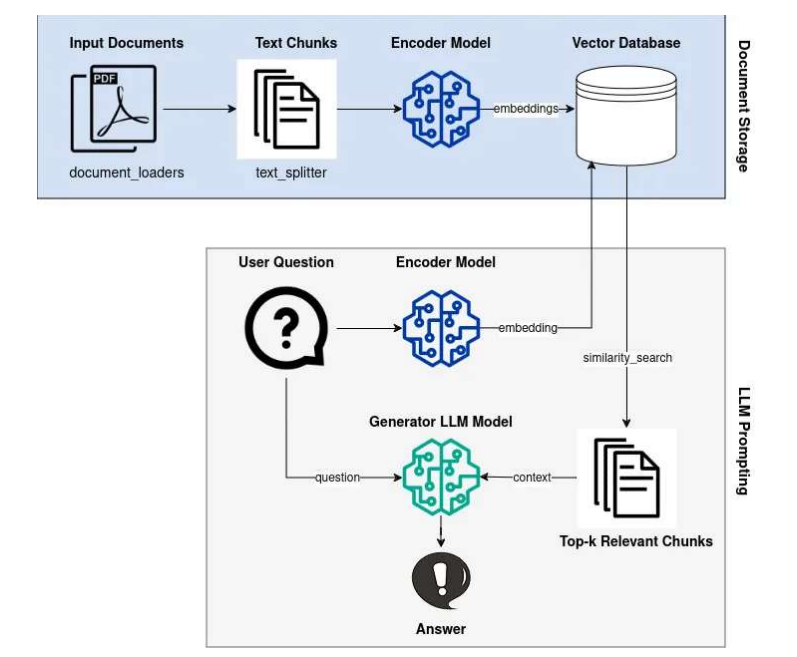 Input Documents
Text Chunks
Encoder Model
Vector Database
PDF
embeddings
document_loaders
text_splitter
Document Storage
User Question
Encoder Model
?
embedding
similarity_search
Generator LLM Model
question
context
Top-k Relevant Chunks
!
Answer
LLM Prompting